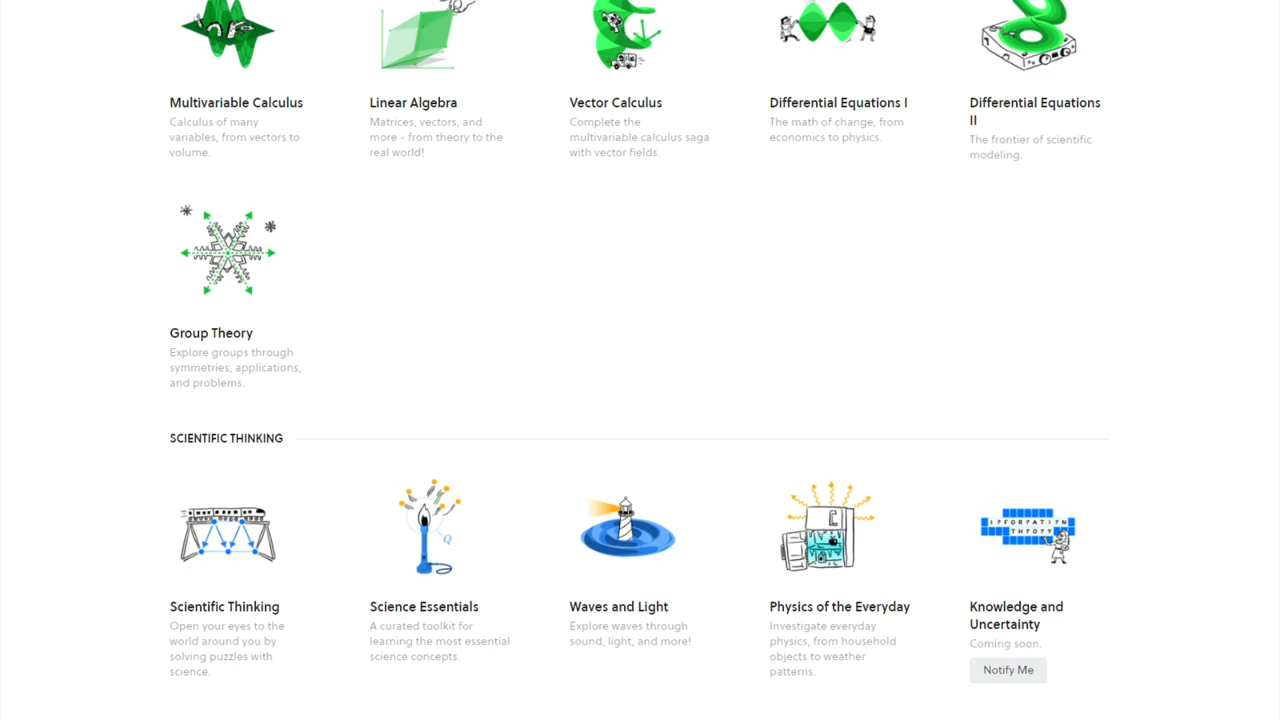 Multivariable Calculus
Calculus of many
variables, from vectors to
volume.
Linear Algebra
Matrices, vectors, and
more - from theory to the
real world!
Vector Calculus
Complete the
multivariable calculus saga
with vector fields.
Differential Equations I
The math of change, from
economics to physics.
Differential Equations
II
The frontier of scientific
modeling.
Group Theory
Explore groups through
symmetries, applications,
and problems.
SCIENTIFIC THINKING
Scientific Thinking
Open your eyes to the
world around you by
solving puzzles with
science.
Q
Science Essentials
A curated toolkit for
learning the most essential
science concepts.
Waves and Light
Explore waves through
sound, light, and more!
Physics of the Everyday
Investigate everyday
physics, from household
objects to weather
patterns.
Knowledge and
Uncertainty
Coming soon.
Notify Me